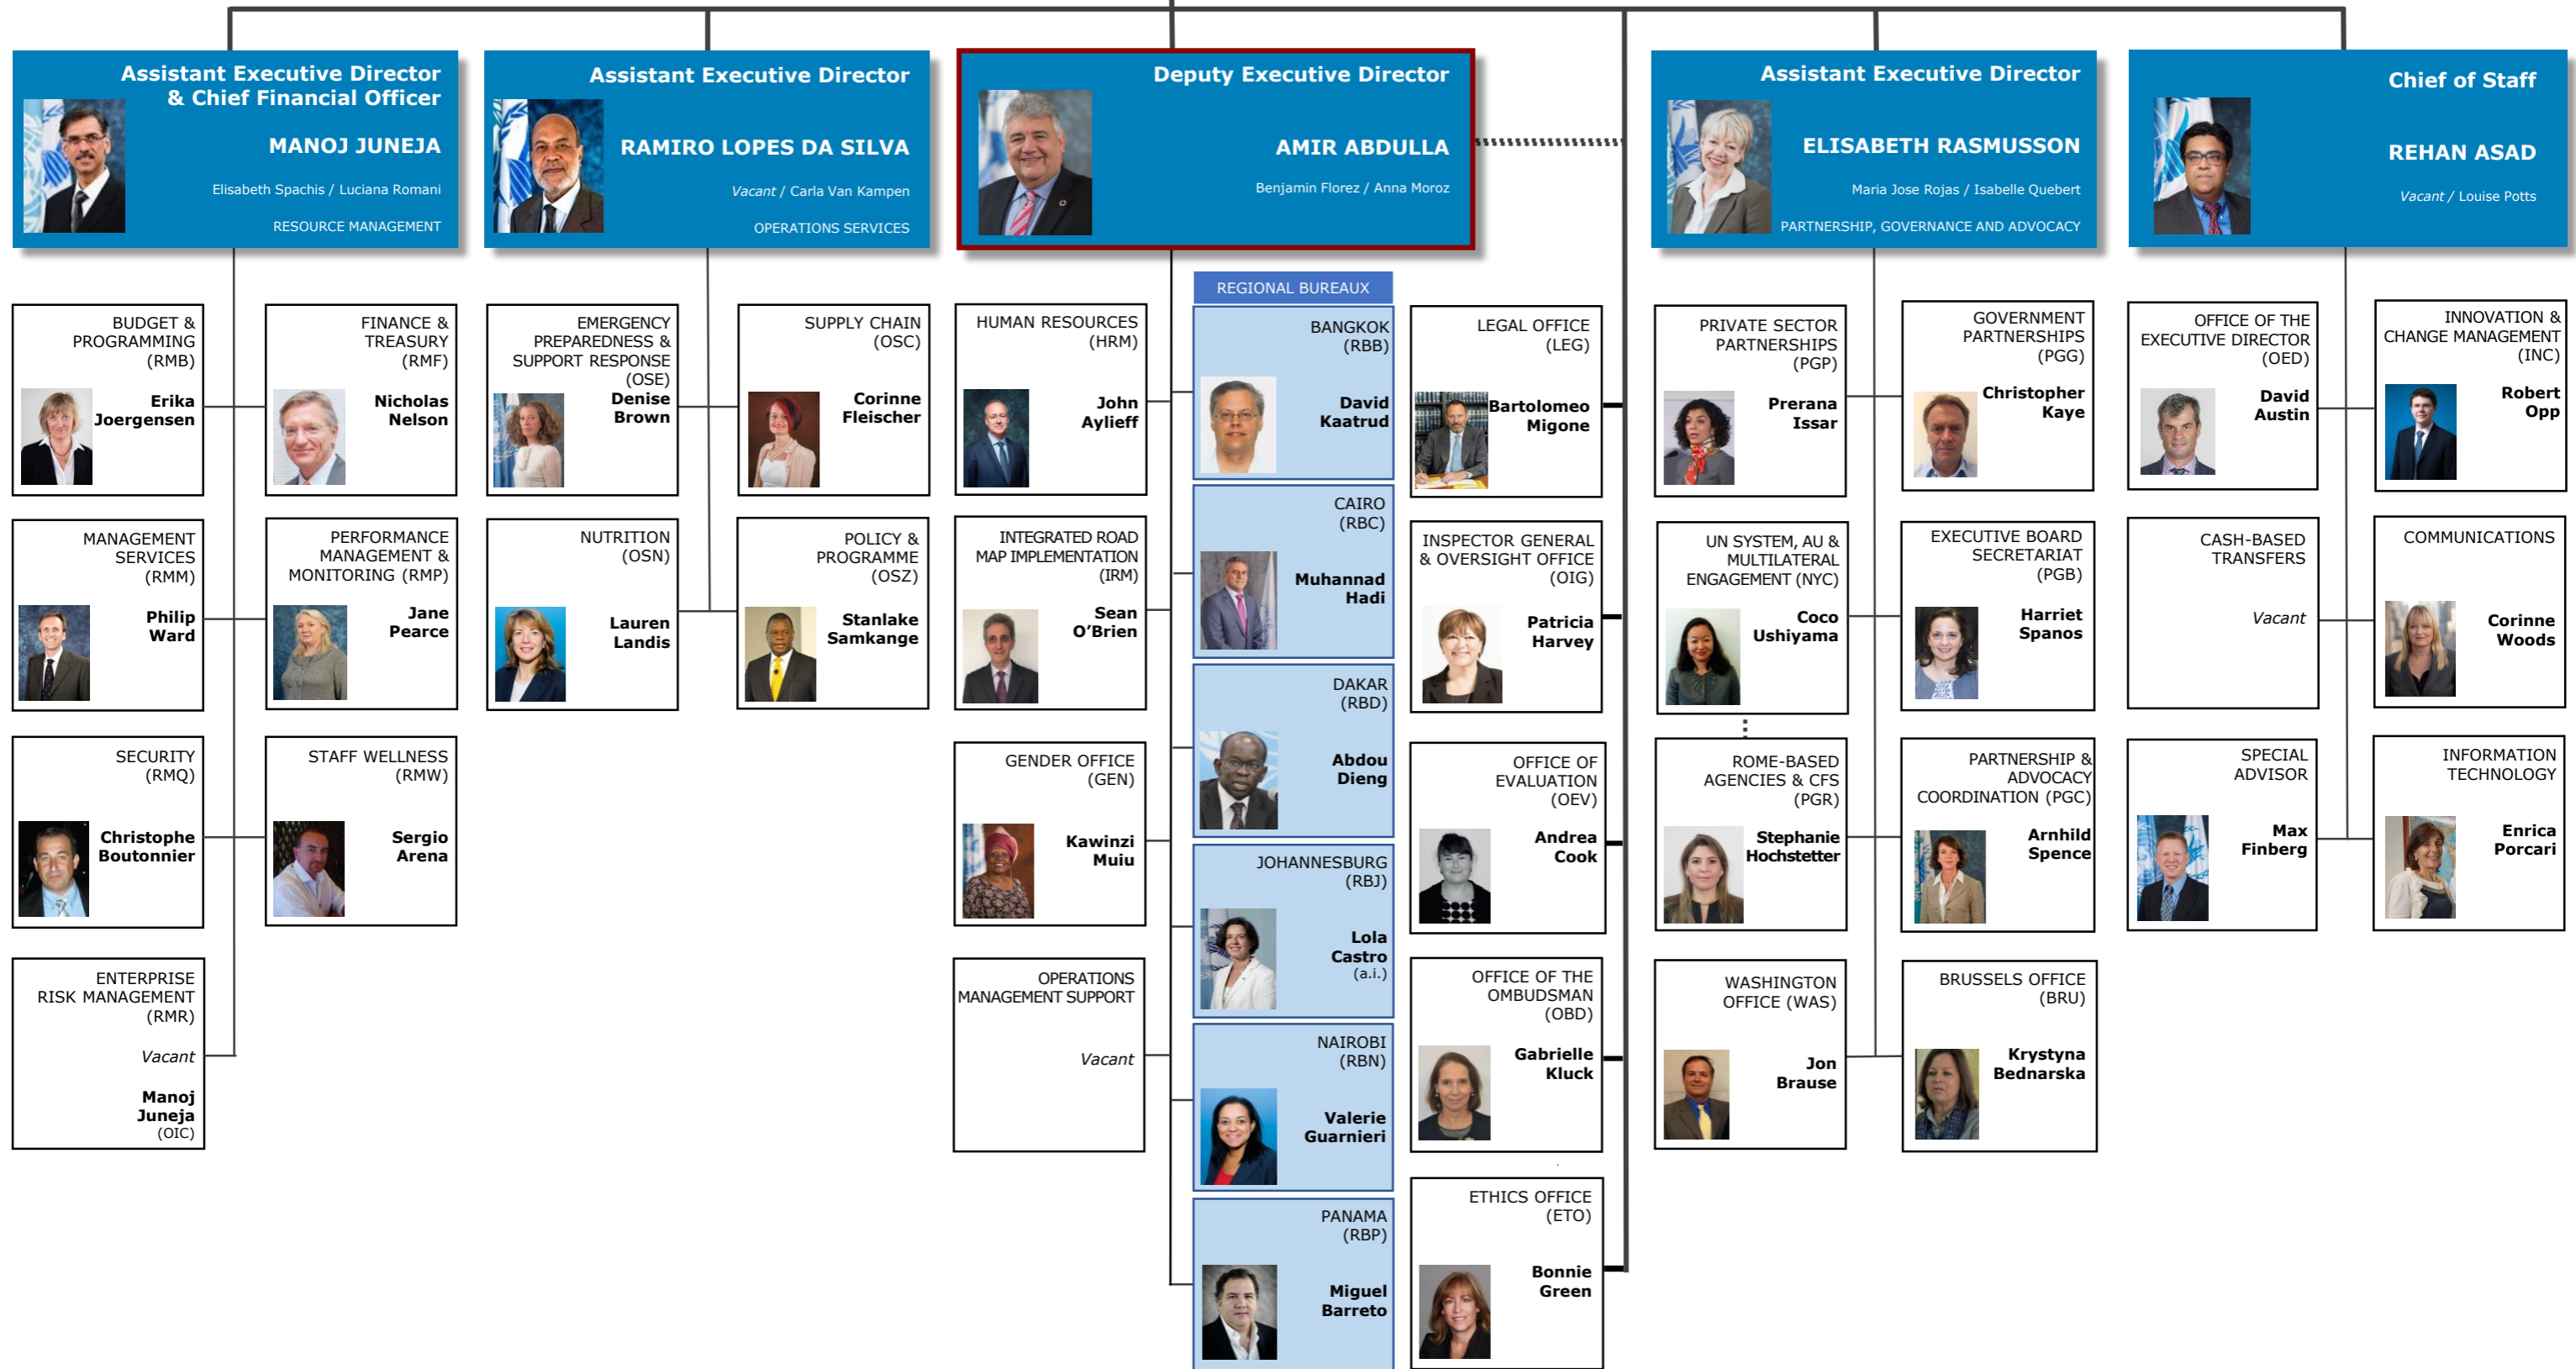 Assistant Executive Director
& Chief Financial Officer
MANOJ JUNEJA
Elisabeth Spachis / Luciana Romani
RESOURCE MANAGEMENT
Assistant Executive Director
RAMIRO LOPES DA SILVA
Vacant / Carla Van Kampen
OPERATIONS SERVICES
Deputy Executive Director
AMIR ABDULLA
Benjamin Florez / Anna Moroz
Assistant Executive Director
ELISABETH RASMUSSON
Maria Jose Rojas / Isabelle Quebert
PARTNERSHIP, GOVERNANCE AND ADVOCACY
Chief of Staff
REHAN ASAD
Vacant / Louise Potts
BUDGET &
PROGRAMMING
(RMB)
Erika
Joergensen
FINANCE &
TREASURY
(RMF)
Nicholas
Nelson
MANAGEMENT
SERVICES
(RMM)
Philip
Ward
PERFORMANCE
MANAGEMENT &
MONITORING (RMP)
Jane
Pearce
SECURITY
(RMQ)
Christophe
Boutonnier
STAFF WELLNESS
(RMW)
Sergio
Arena
ENTERPRISE
RISK MANAGEMENT
(RMR)
Vacant
Manoj
Juneja
(OIC)
EMERGENCY
PREPAREDNESS &
SUPPORT RESPONSE
(OSE)
Denise
Brown
SUPPLY CHAIN
(OSC)
Corinne
Fleischer
NUTRITION
(OSN)
Lauren
Landis
POLICY &
PROGRAMME
(OSZ)
Stanlake
Samkange
HUMAN RESOURCES
(HRM)
John
Aylieff
INTEGRATED ROAD
MAP IMPLEMENTATION
(IRM)
Sean
O'Brien
GENDER OFFICE
(GEN)
Kawinzi
Muiu
OPERATIONS
MANAGEMENT SUPPORT
Vacant
REGIONAL BUREAUX
BANGKOK
(RBB)
David
Kaatrud
CAIRO
(RBC)
Muhannad
Hadi
DAKAR
(RBD)
Abdou
Dieng
JOHANNESBURG
(RBJ)
Lola
Castro
(a.i.)
NAIROBI
(RBN)
Valerie
Guarnieri
PANAMA
(RBP)
Miguel
Barreto
LEGAL OFFICE
(LEG)
Bartolomeo
Migone
INSPECTOR GENERAL
& OVERSIGHT OFFICE
(OIG)
Patricia
Harvey
OFFICE OF
EVALUATION
(OEV)
Andrea
Cook
OFFICE OF THE
OMBUDSMAN
(OBD)
Gabrielle
Kluck
ETHICS OFFICE
(ETO)
Bonnie
Green
PRIVATE SECTOR
PARTNERSHIPS
(PGP)
Prerana
Issar
GOVERNMENT
PARTNERSHIPS
(PGG)
Christopher
Kaye
UN SYSTEM, AU &
MULTILATERAL
ENGAGEMENT (NYC)
Coco
Ushiyama
EXECUTIVE BOARD
SECRETARIAT
(PGB)
Harriet
Spanos
ROME-BASED
AGENCIES & CFS
(PGR)
Stephanie
Hochstetter
PARTNERSHIP &
ADVOCACY
COORDINATION (PGC)
Arnhild
Spence
WASHINGTON
OFFICE (WAS)
Jon
Brause
BRUSSELS OFFICE
(BRU)
Krystyna
Bednarska
OFFICE OF THE
EXECUTIVE DIRECTOR
(OED)
David
Austin
INNOVATION &
CHANGE MANAGEMENT
(INC)
Robert
Opp
CASH-BASED
TRANSFERS
Vacant
COMMUNICATIONS
Corinne
Woods
SPECIAL
ADVISOR
Max
Finberg
INFORMATION
TECHNOLOGY
Enrica
Porcari